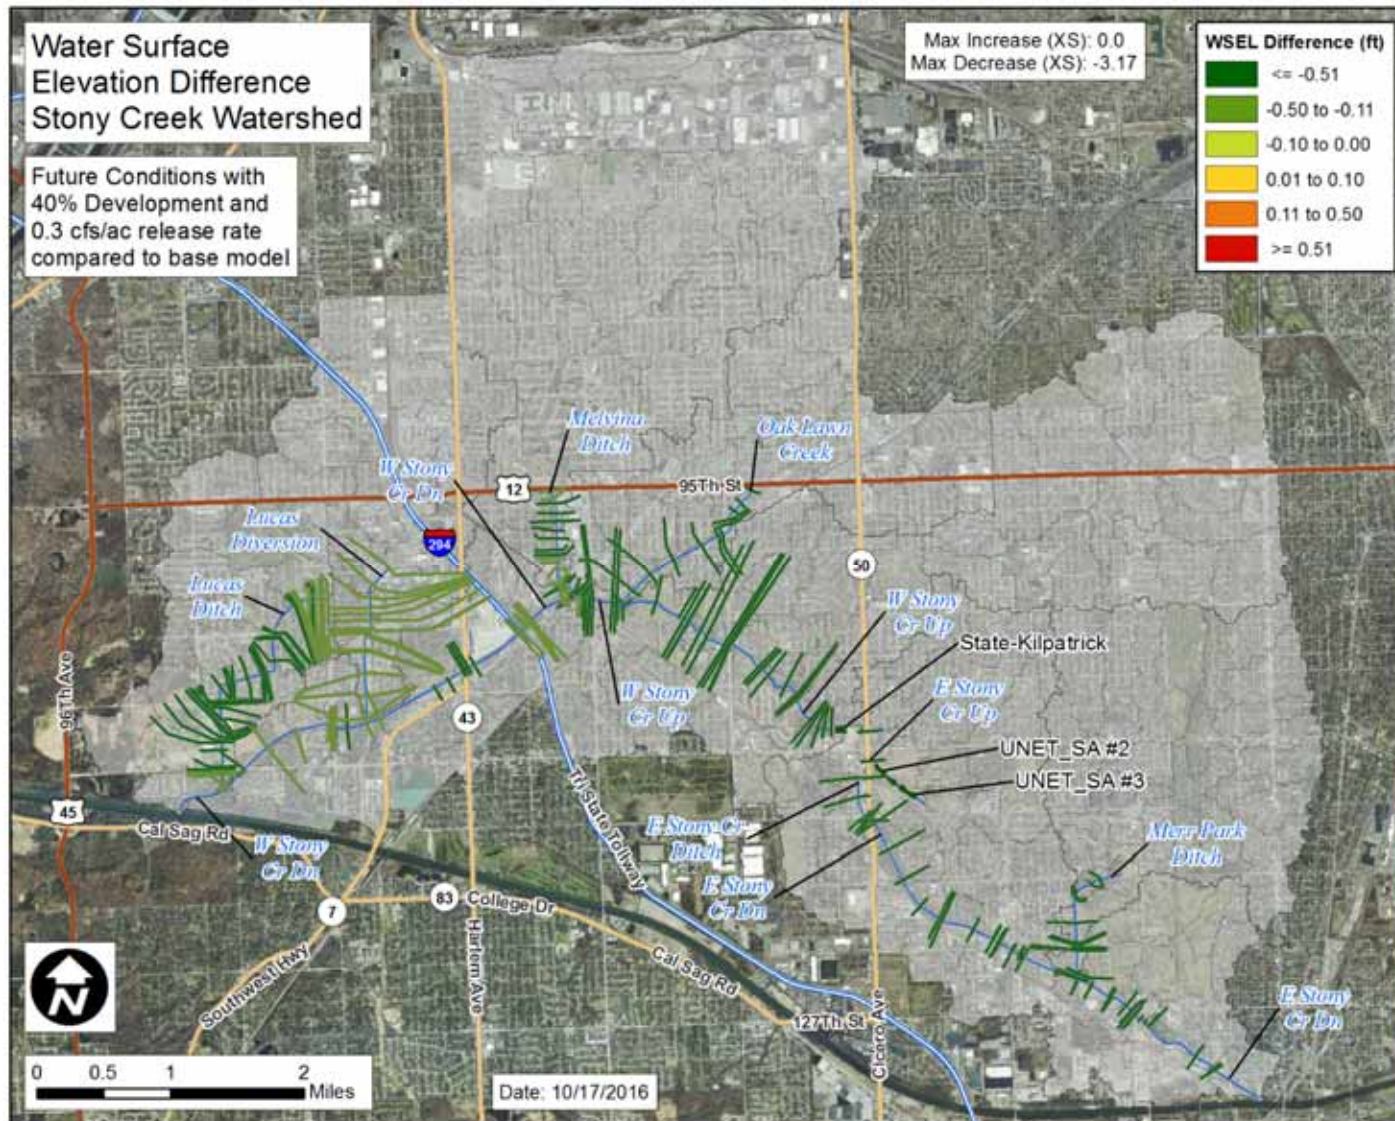 Water Surface
Elevation Difference
Stony Creek Watershed
Future Conditions with
40% Development and
0.3 cfs/ac release rate
compared to base model
Max Increase (XS): 0.0
Max Decrease (XS): -3.17
WSEL Difference (ft)
<= -0.51
-0.50 to -0.11
-0.10 to 0.00
0.01 to 0.10
0.11 to 0.50
>= 0.51
Melvina
Ditch
Oak Lawn
Creek
W Stony
Cr Dn
12
95Th St
Lucas
Diversion
294
50
Lucas
Ditch
W Stony
Cr Up
State-Kilpatrick
96Th Ave
W Stony
Cr Up
E Stony
Cr Up
43
UNET_SA #2
UNET_SA #3
Tri State Tollway
45
Cal Sag Rd
E Stony Cr
Ditch
Merr Park
Ditch
W Stony
Cr Dn
E Stony
Cr Dn
7
83
College Dr
Harlem Ave
Southwest Hwy
Cal Sag Rd
127Th St
Cicero Ave
E Stony
Cr Dn
N
0 0.5 1 2
Miles
Date: 10/17/2016